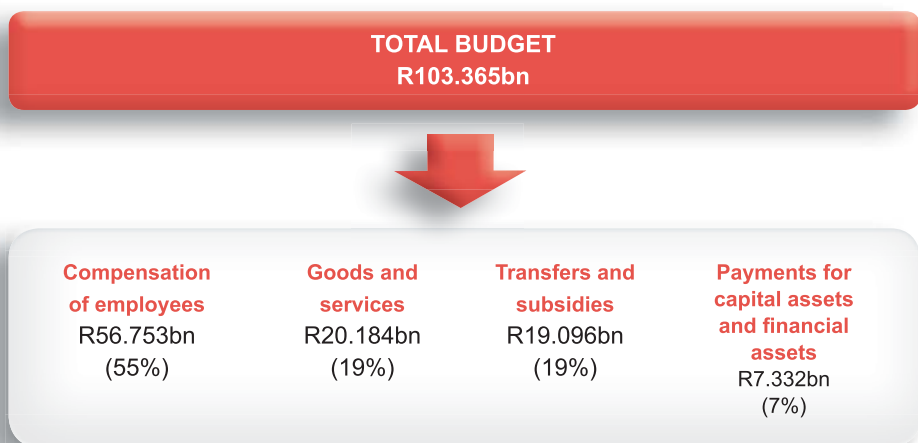 TOTAL BUDGET
R103.365bn
Compensation
of employees
R56.753bn
(55%)
Goods and
services
R20.184bn
(19%)
Transfers and
subsidies
R19.096bn
(19%)
Payments for
capital assets
and financial
assets
R7.332bn
(7%)